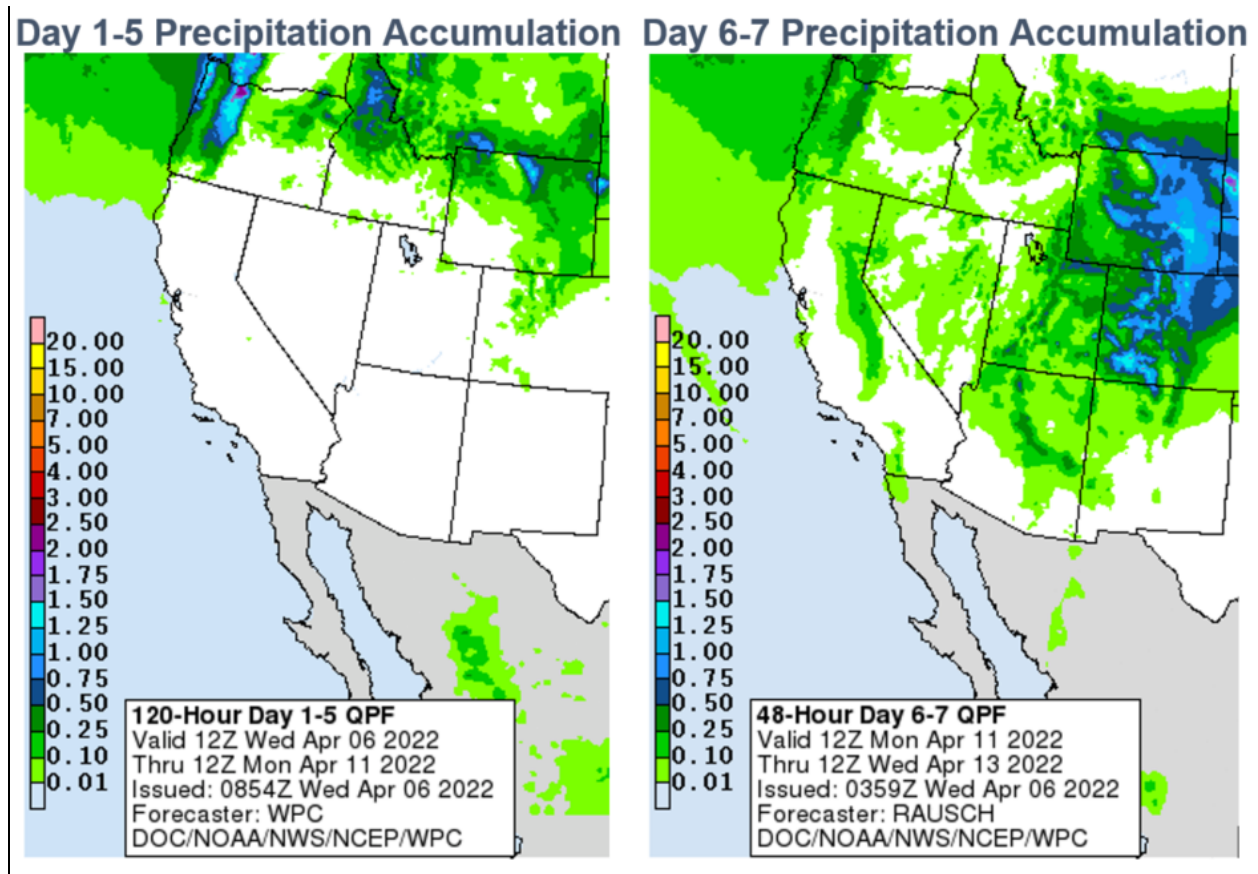 Day 1-5 Precipitation Accumulation
20.00
15.00
10.00
7.00
5.00
4.00
3.00
2.50
2.00
1.75
1.50
1.25
1.00
0.75
0.50
0.25
0.10
0.01
120-Hour Day 1-5 QPF
Valid 12Z Wed Apr 06 2022
Thru 12Z Mon Apr 11 2022
Issued: 0854Z Wed Apr 06 2022
Forecaster: WPC
DOC/NOAA/NWS/NCEP/WPC
Day 6-7 Precipitation Accumulation
20.00
15.00
10.00
7.00
5.00
4.00
3.00
2.50
2.00
1.75
1.50
1.25
1.00
0.75
0.50
0.25
0.10
0.01
48-Hour Day 6-7 QPF
Valid 12Z Mon Apr 11 2022
Thru 12Z Wed Apr 13 2022
Issued: 0359Z Wed Apr 06 2022
Forecaster: RAUSCH
DOC/NOAA/NWS/NCEP/WPC